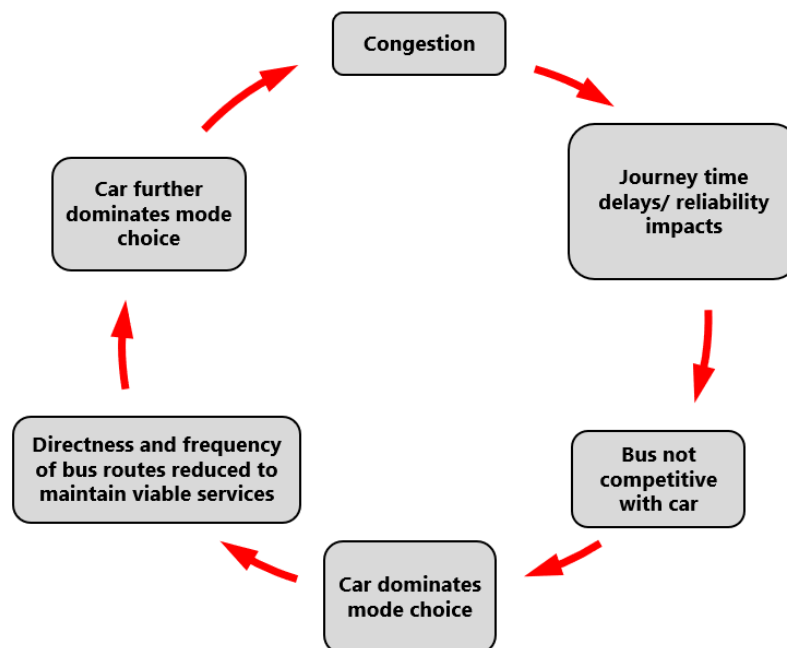 Congestion
Journey time
delays/ reliability
impacts
Bus not
competitive
with car
Car dominates
mode choice
Directness and frequency
of bus routes reduced to
maintain viable services
Car further
dominates mode
choice